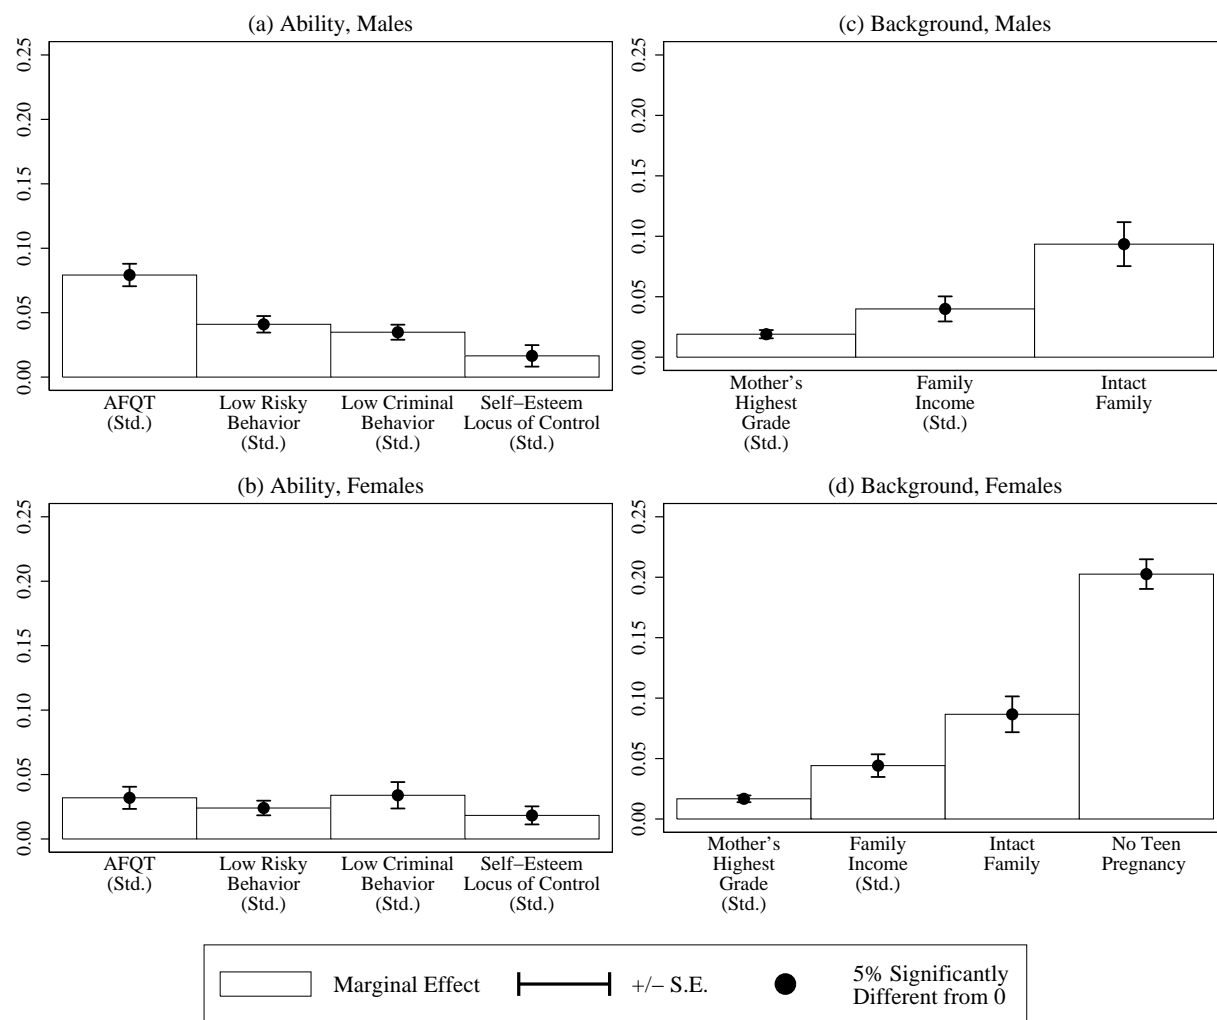 (a) Ability, Males
0.25
0.20
0.15
0.10
0.05
0.00
AFQT
(Std.)
Low Risky
Behavior
(Std.)
Low Criminal
Behavior
(Std.)
Self−Esteem
Locus of Control
(Std.)
(c) Background, Males
0.25
0.20
0.15
0.10
0.05
0.00
Mother's
Highest
Grade
(Std.)
Family
Income
(Std.)
Intact
Family
(b) Ability, Females
0.25
0.20
0.15
0.10
0.05
0.00
AFQT
(Std.)
Low Risky
Behavior
(Std.)
Low Criminal
Behavior
(Std.)
Self−Esteem
Locus of Control
(Std.)
(d) Background, Females
0.25
0.20
0.15
0.10
0.05
0.00
Mother's
Highest
Grade
(Std.)
Family
Income
(Std.)
Intact
Family
No Teen
Pregnancy
Marginal Effect
+/− S.E.
5% Significantly
Different from 0